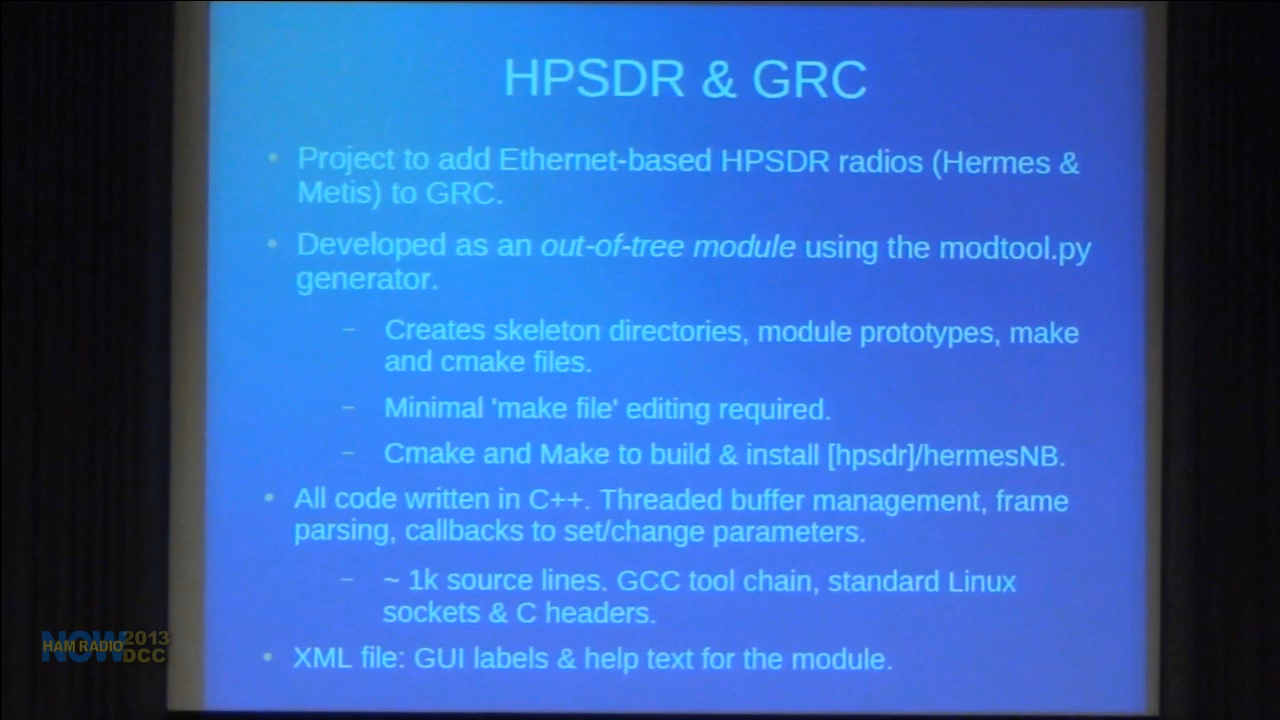 HPSDR & GRC
• Project to add Ethernet-based HPSDR radios (Hermes &
Metis) to GRC.
• Developed as an out-of-tree module using the modtool.py
generator.
– Creates skeleton directories, module prototypes, make
and cmake files.
– Minimal 'make file' editing required.
– Cmake and Make to build & install [hpsdr]/hermesNB.
• All code written in C++. Threaded buffer management, frame
parsing, callbacks to set/change parameters.
– ~ 1k source lines. GCC tool chain, standard Linux
sockets & C headers.
• XML file: GUI labels & help text for the module.
HAM RADIO NOW 2013 DCC